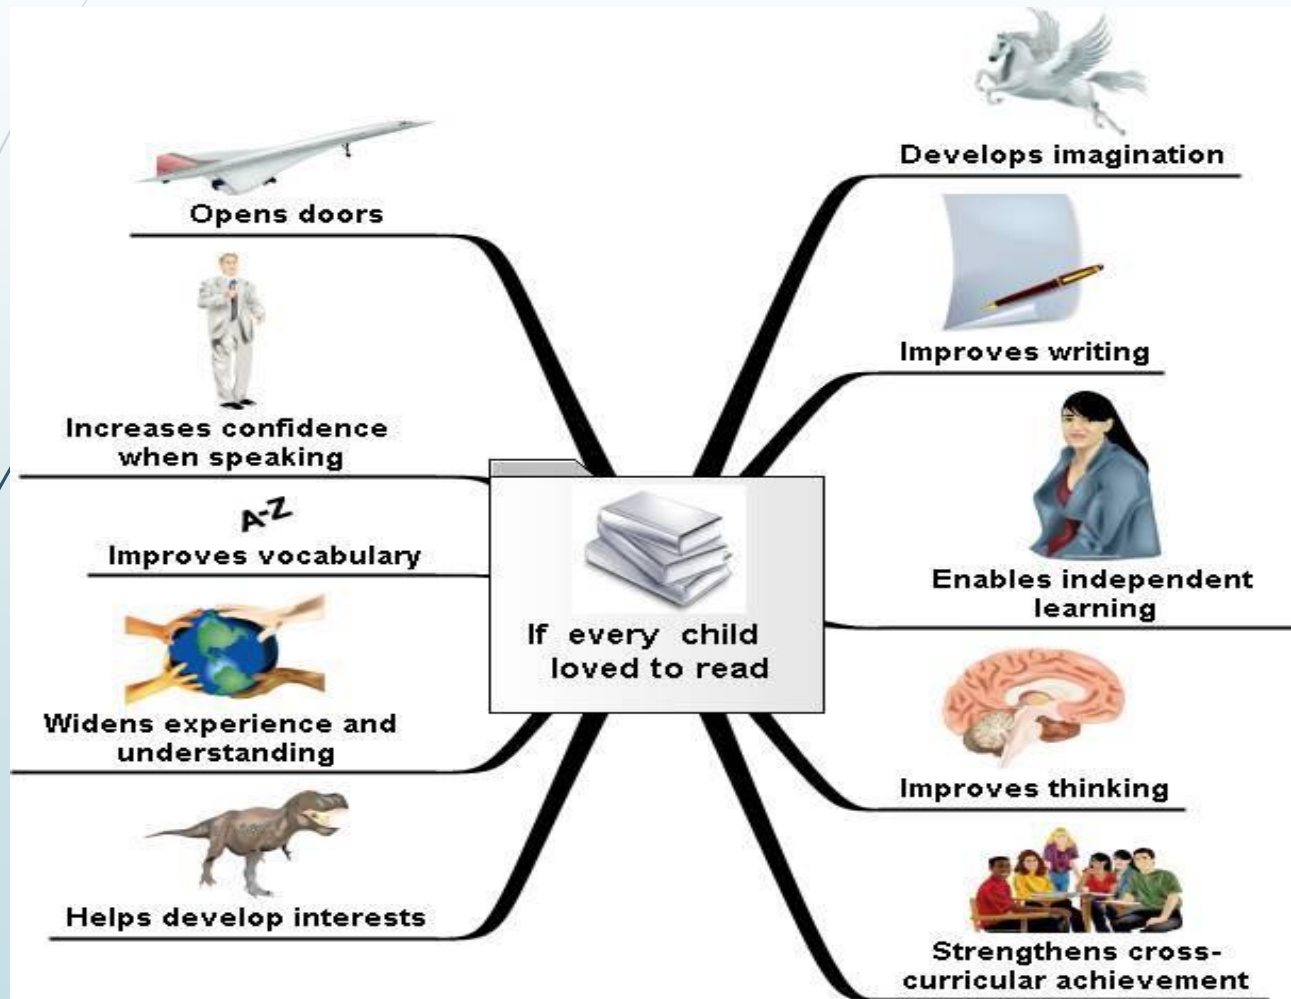 Opens doors
Increases confidence
when speaking
A-Z
Improves vocabulary
Widens experience and
understanding
Helps develop interests
If every child
loved to read
Develops imagination
Improves writing
Enables independent
learning
Improves thinking
Strengthens cross-
curricular achievement